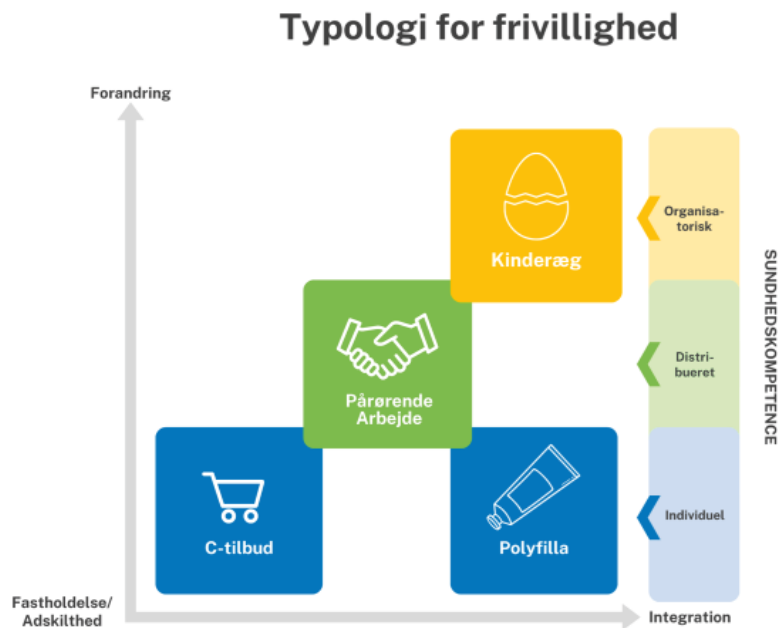 Typologi for frivillighed
Forandring
Kinderæg
Organisa-
torisk
Pårørende
Arbejde
Distri-
bueret
SUNDHEDSKOMPETENCE
C-tilbud
Polyfilla
Individuel
Fastholdelse/
Adskilthed
Integration